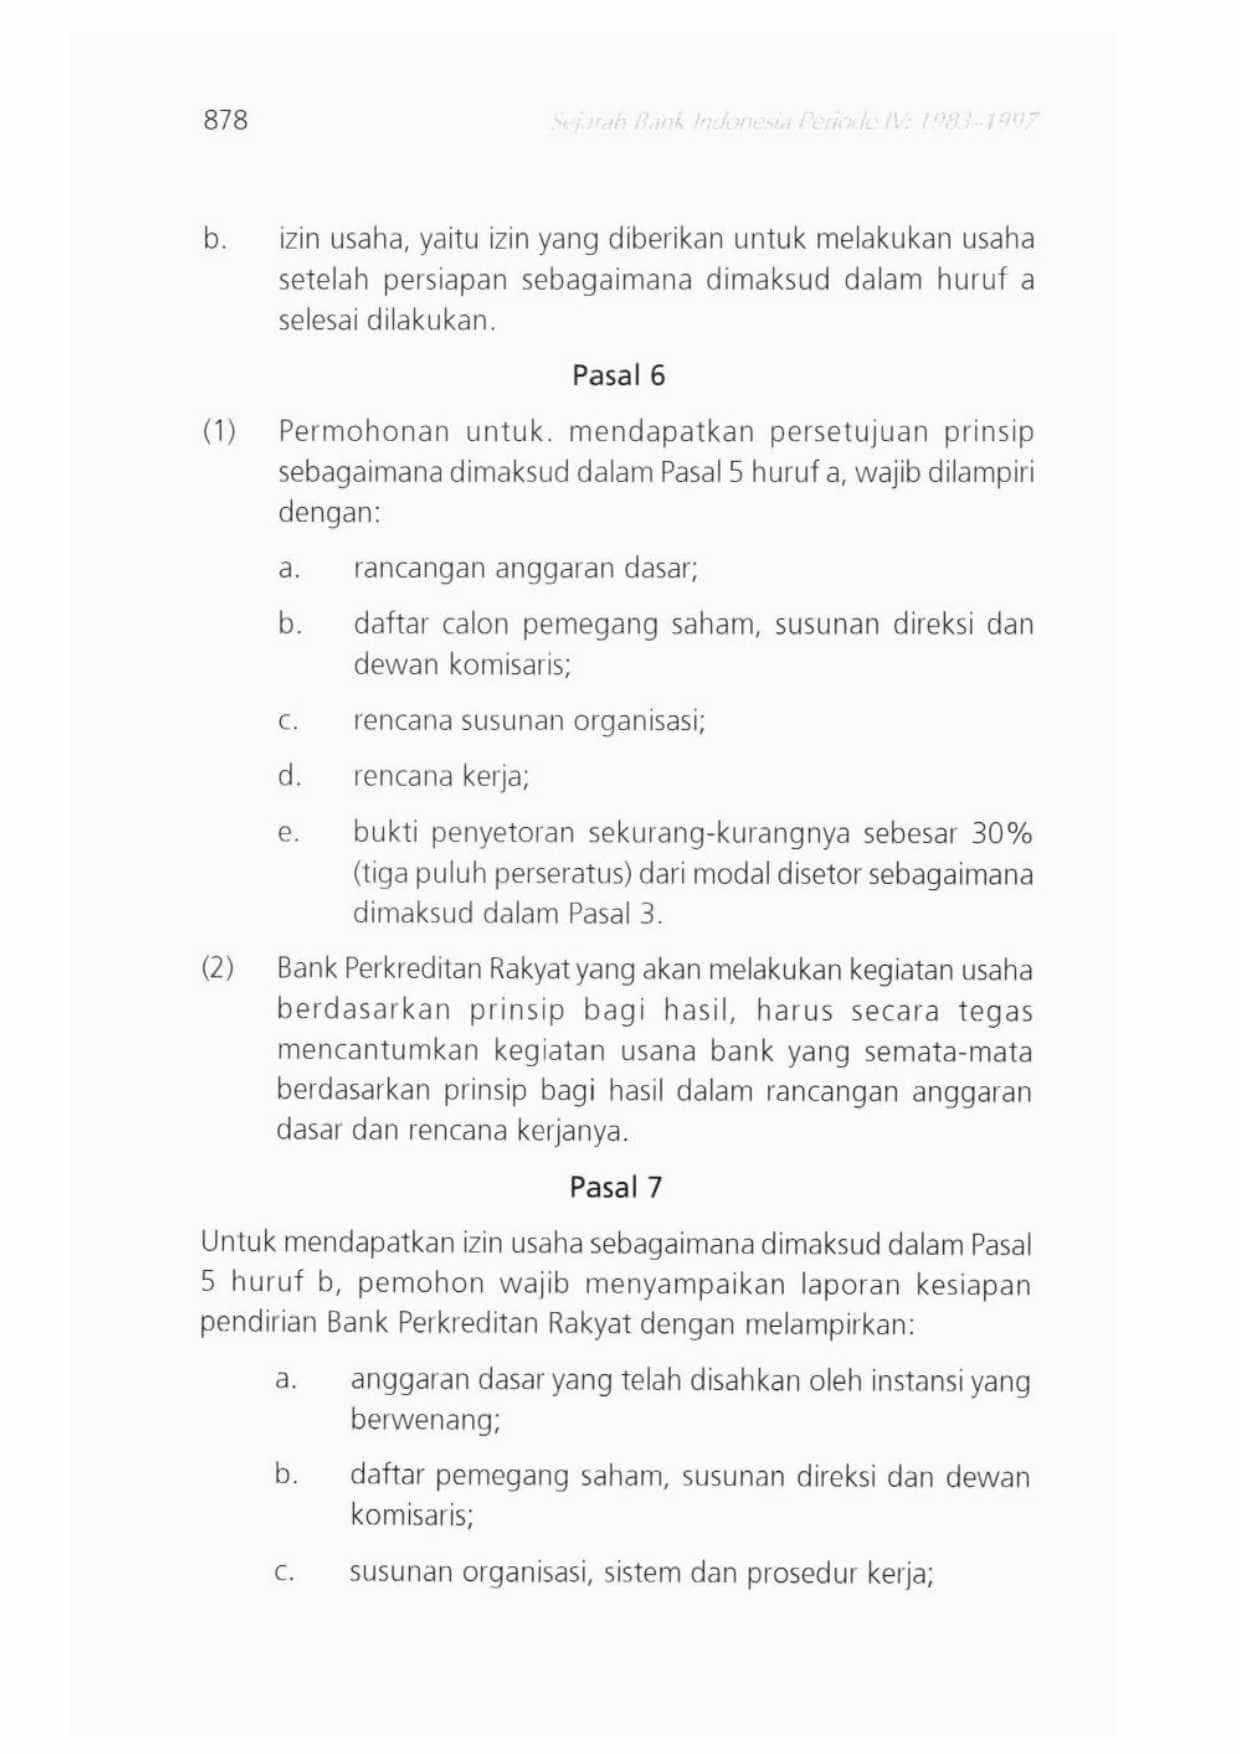 878 Sejarah Bank Indonesia Periode IV: 1983-1997
b. izin usaha, yaitu izin yang diberikan untuk melakukan usaha
setelah persiapan sebagaimana dimaksud dalam huruf a
selesai dilakukan.
Pasal 6
(1) Permohonan untuk. mendapatkan persetujuan prinsip
sebagaimana dimaksud dalam Pasal 5 huruf a, wajib dilampiri
dengan:
a. rancangan anggaran dasar;
b. daftar calon pemegang saham, susunan direksi dan
dewan komisaris;
c. rencana susunan organisasi;
d. rencana kerja;
e. bukti penyetoran sekurang-kurangnya sebesar 30%
(tiga puluh perseratus) dari modal disetor sebagaimana
dimaksud dalam Pasal 3.
(2) Bank Perkreditan Rakyat yang akan melakukan kegiatan usaha
berdasarkan prinsip bagi hasil, harus secara tegas
mencantumkan kegiatan usana bank yang semata-mata
berdasarkan prinsip bagi hasil dalam rancangan anggaran
dasar dan rencana kerjanya.
Pasal 7
Untuk mendapatkan izin usaha sebagaimana dimaksud dalam Pasal
5 huruf b, pemohon wajib menyampaikan laporan kesiapan
pendirian Bank Perkreditan Rakyat dengan melampirkan:
a. anggaran dasar yang telah disahkan oleh instansi yang
berwenang;
b. daftar pemegang saham, susunan direksi dan dewan
komisaris;
c. susunan organisasi, sistem dan prosedur kerja;